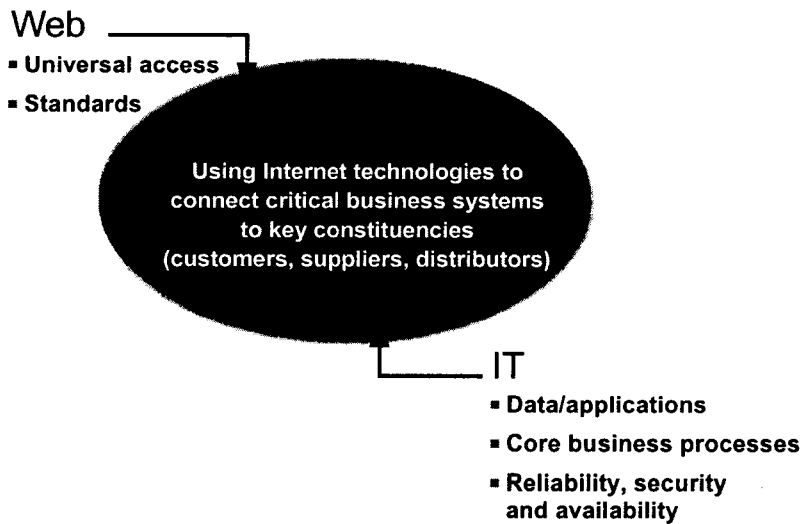 Web
▪ Universal access
▪ Standards
Using Internet technologies to
connect critical business systems
to key constituencies
(customers, suppliers, distributors)
IT
▪ Data/applications
▪ Core business processes
▪ Reliability, security
and availability